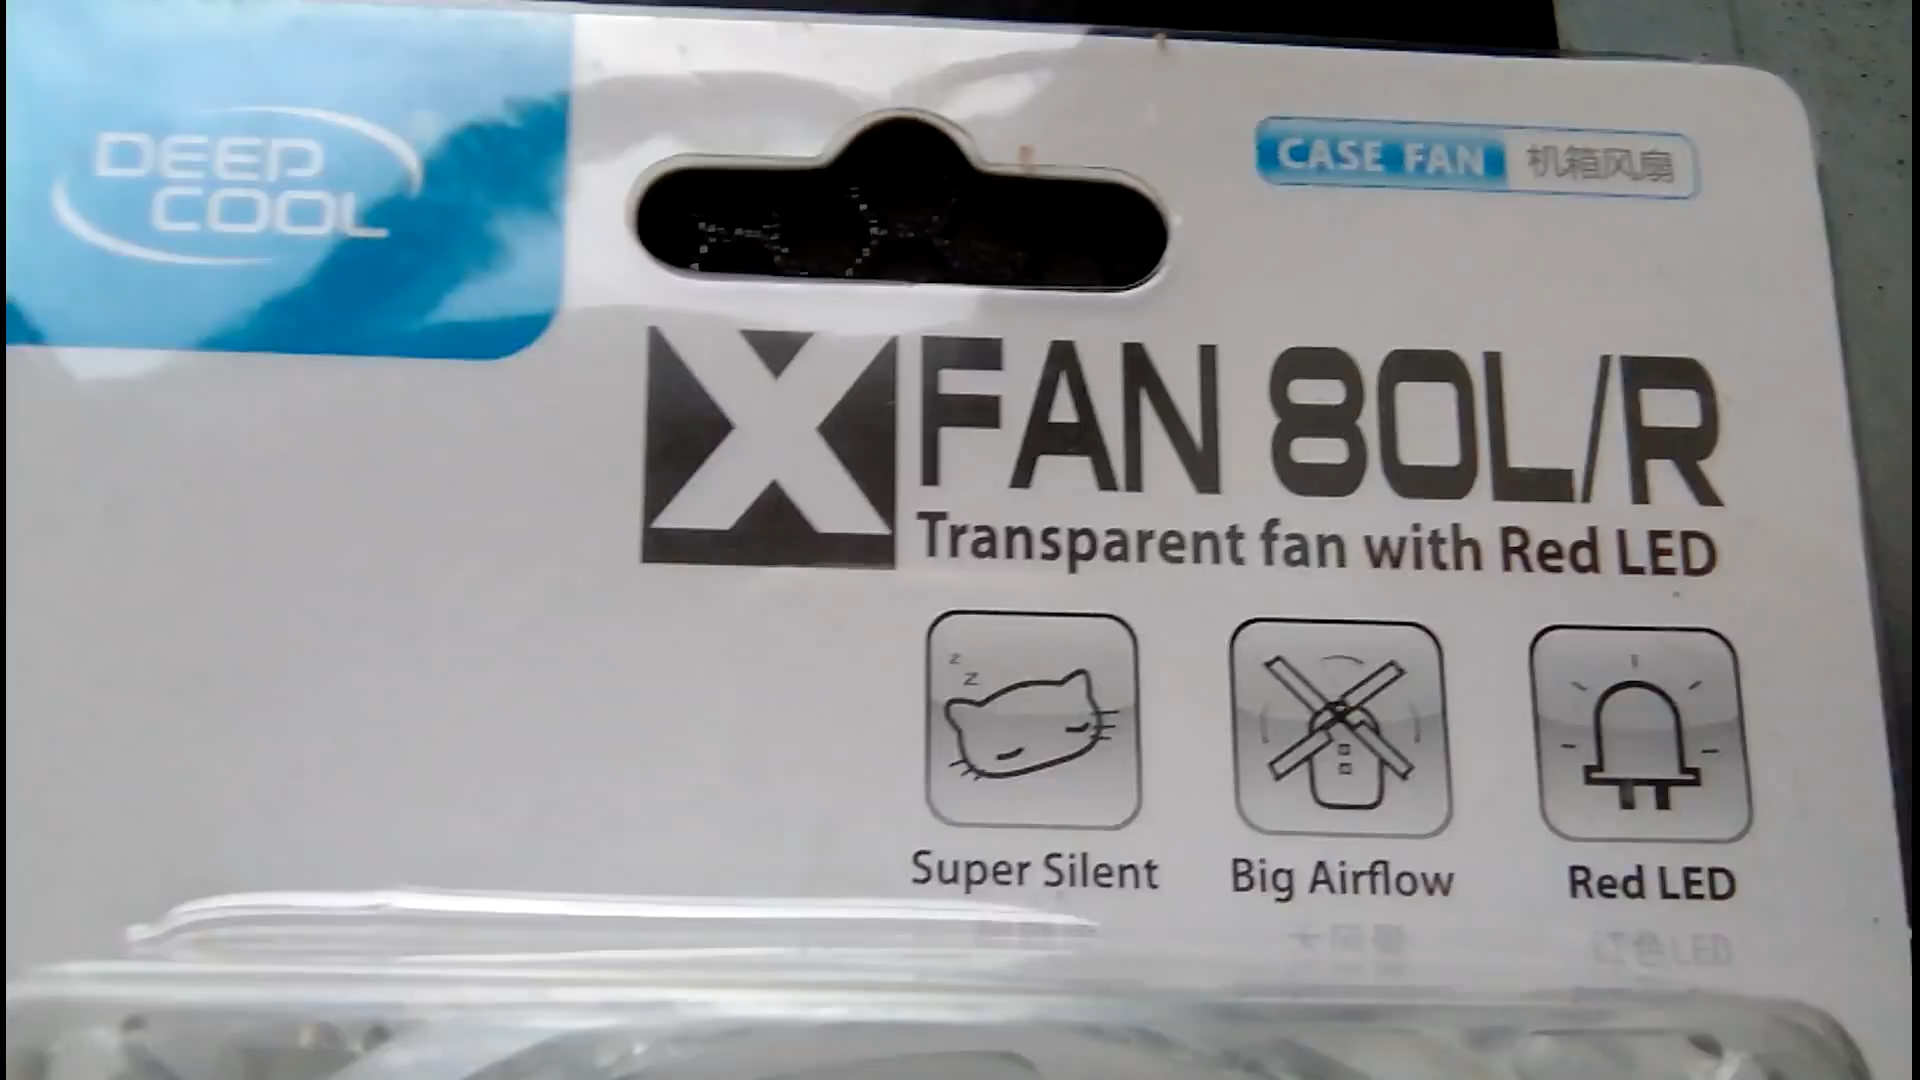 DEEP
COOL
CASE FAN 机箱风扇
X FAN 80L/R
Transparent fan with Red LED
z
z
Super Silent
Big Airflow
Red LED
大风量
红色LED